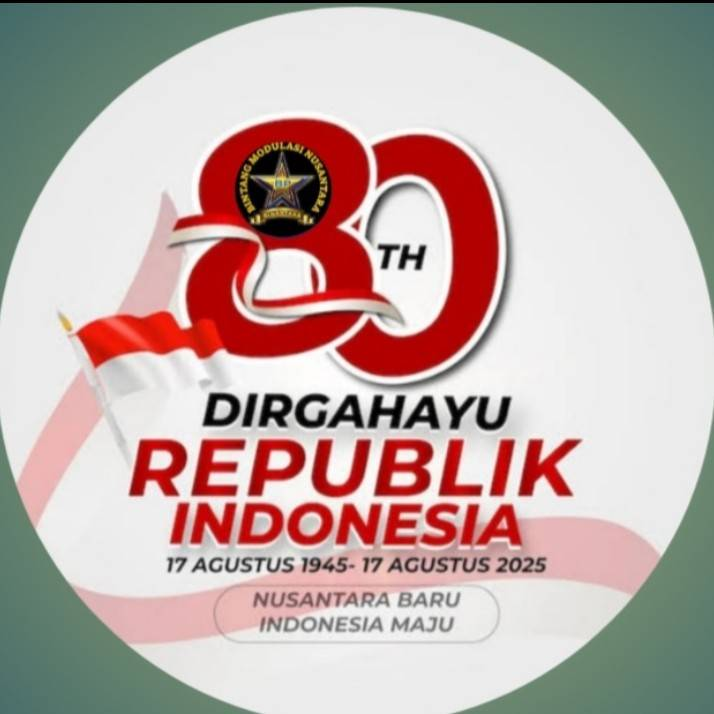 BINTANG MODULASI NUSANTARA
80
TH
DIRGAHAYU
REPUBLIK
INDONESIA
17 AGUSTUS 1945- 17 AGUSTUS 2025
NUSANTARA BARU
INDONESIA MAJU